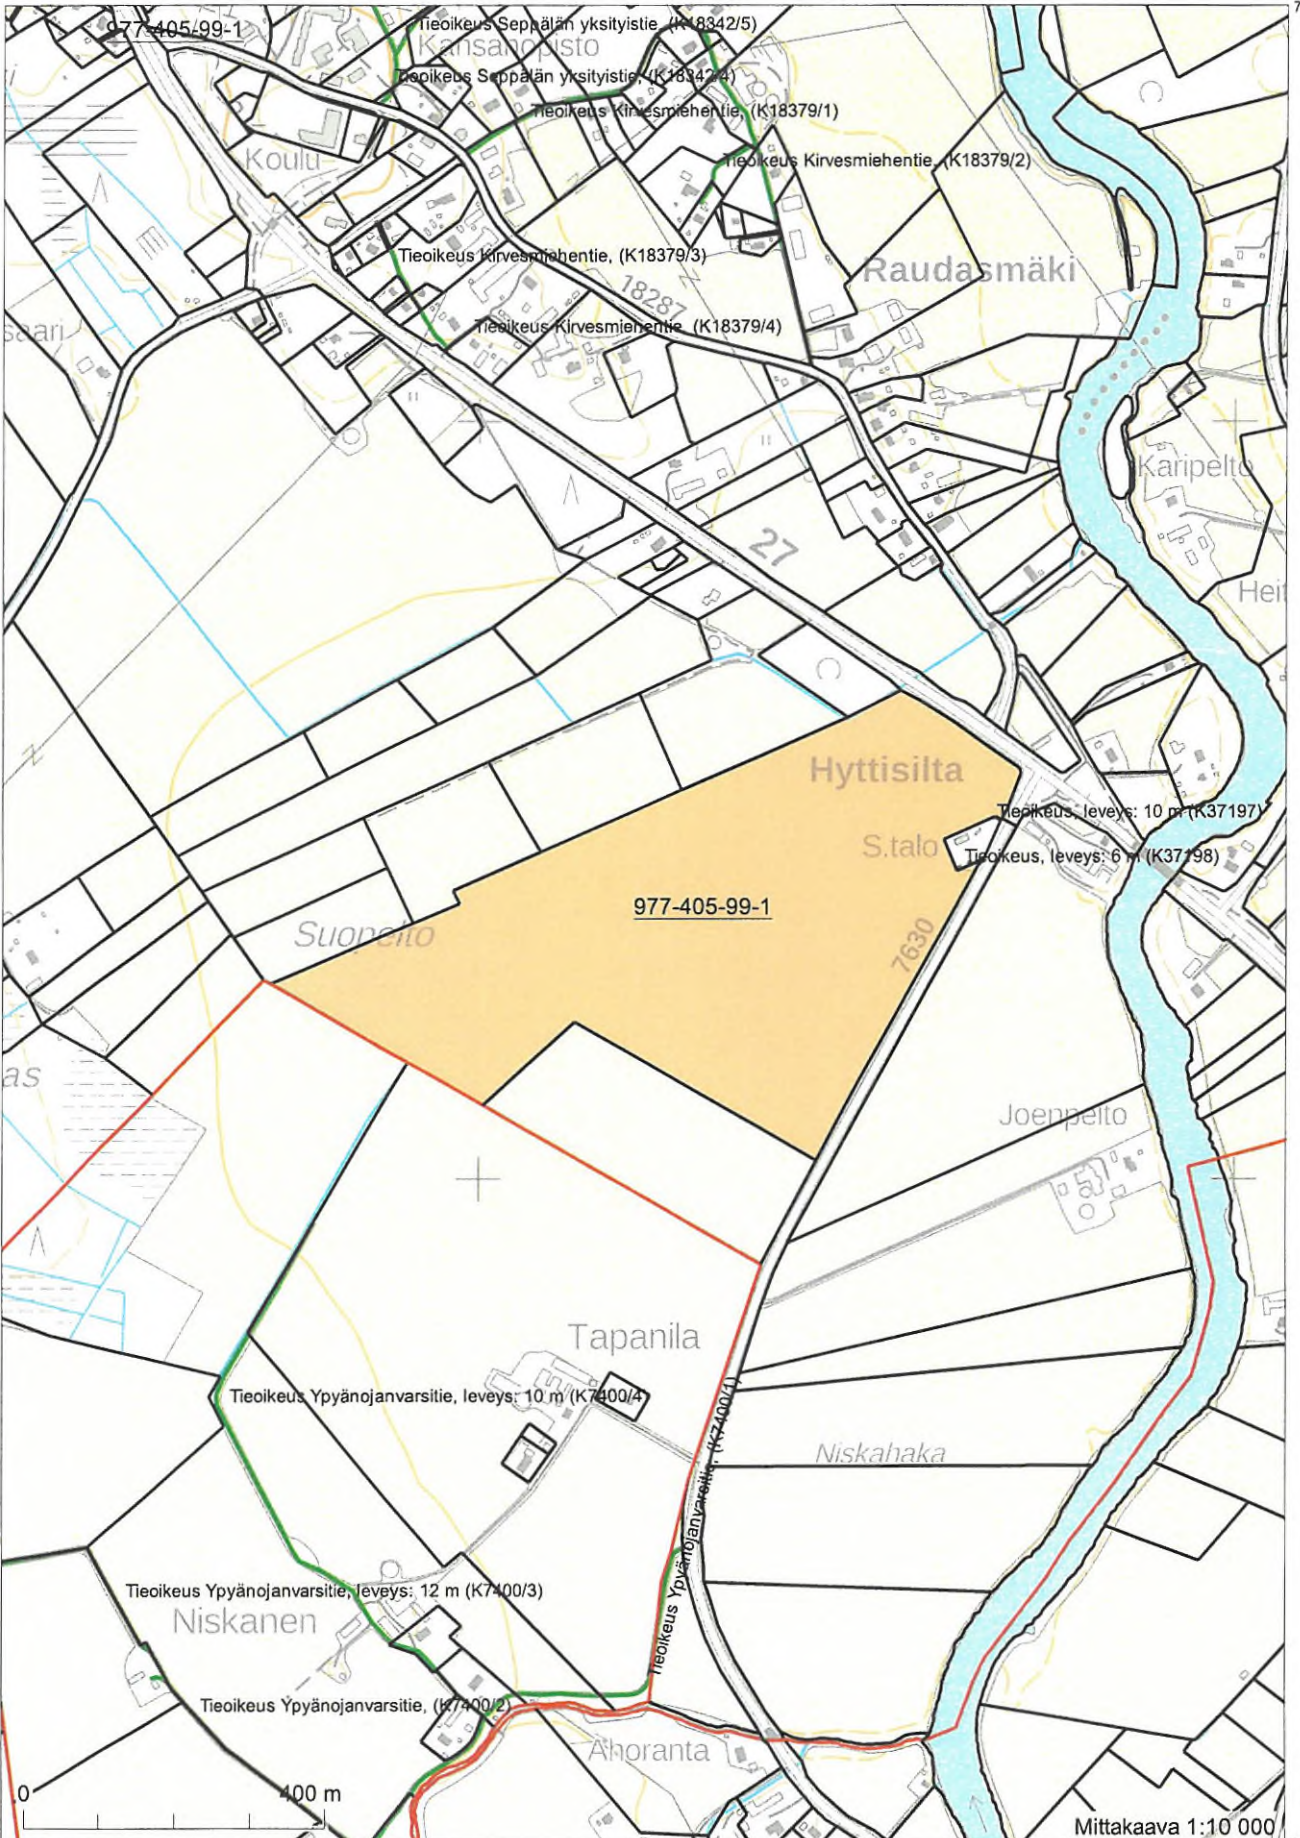 7
977-405-99-1
Tieoikeus Seppälän yksityistie, (K18342/5)
Kansanopisto
Tieoikeus Seppälän yksityistie, (K18342/4)
Tieoikeus Kirvesmiehentie, (K18379/1)
Koulu
Tieoikeus Kirvesmiehentie, (K18379/2)
Tieoikeus Kirvesmiehentie, (K18379/3)
Raudasmäki
18287
Tieoikeus Kirvesmiehentie, (K18379/4)
saari
Karipelto
27
Heit
Hyttisilta
Tieoikeus, leveys: 10 m (K37197)
S.talo
Tieoikeus, leveys: 6 m (K37198)
977-405-99-1
Suopelto
7630
as
Joenpelto
Tapanila
Tieoikeus Ypyänojanvarsitie, leveys: 10 m (K7400/4)
Tieoikeus Ypyänojanvarsitie, (K7400/1)
Niskahaka
Tieoikeus Ypyänojanvarsitie, leveys: 12 m (K7400/3)
Niskanen
Tieoikeus Ypyänojanvarsitie, (K7400/2)
Ahoranta
0 400 m
Mittakaava 1:10 000